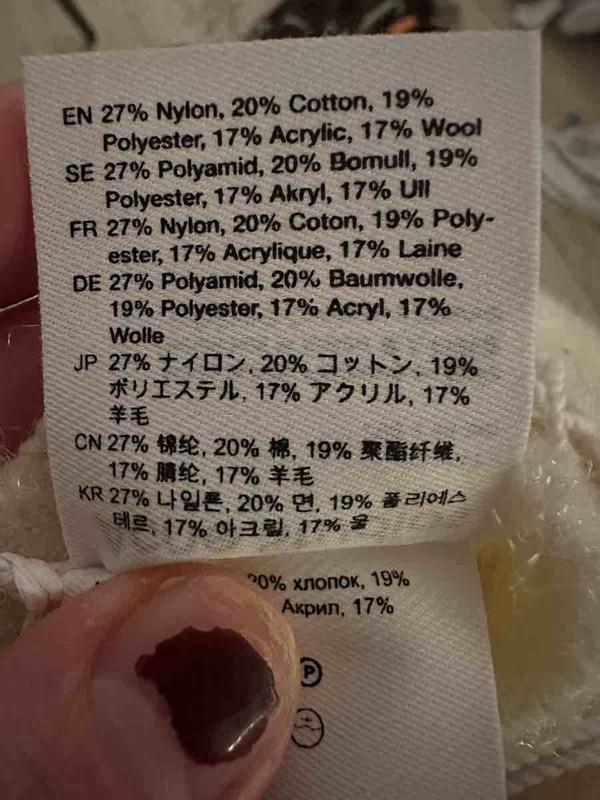 EN 27% Nylon, 20% Cotton, 19%
Polyester, 17% Acrylic, 17% Wool
SE 27% Polyamid, 20% Bomull, 19%
Polyester, 17% Akryl, 17% Ull
FR 27% Nylon, 20% Coton, 19% Poly-
ester, 17% Acrylique, 17% Laine
DE 27% Polyamid, 20% Baumwolle,
19% Polyester, 17% Acryl, 17%
Wolle
JP 27% ナイロン, 20% コットン, 19%
ポリエステル, 17% アクリル, 17%
羊毛
CN 27% 锦纶, 20% 棉, 19% 聚酯纤维,
17% 腈纶, 17% 羊毛
KR 27% 나일론, 20% 면, 19% 폴리에스
테르, 17% 아크릴, 17% 울
20% хлопок, 19%
Акрил, 17%
P